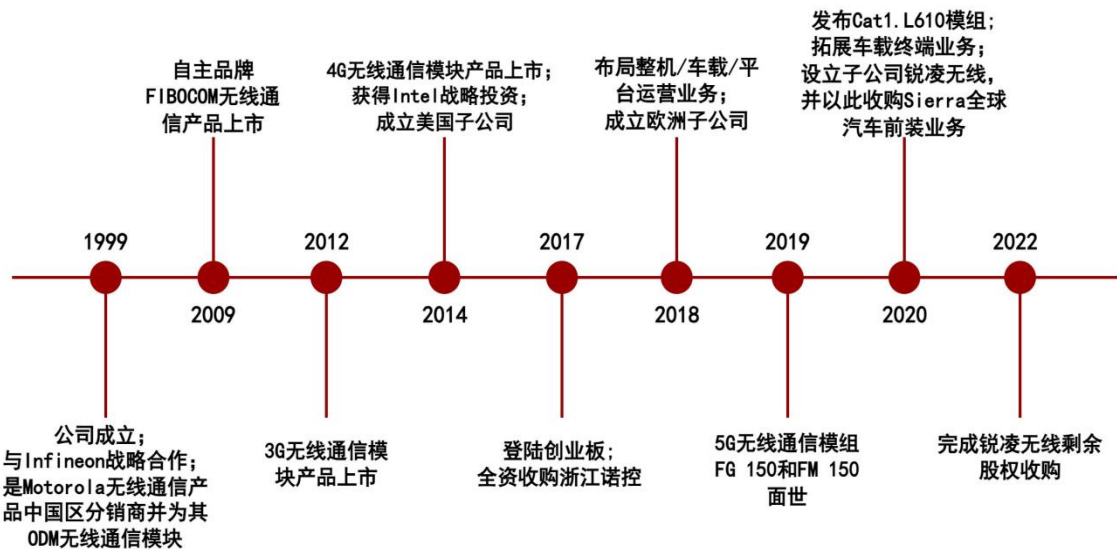 自主品牌
FIBOCOM无线通
信产品上市
4G无线通信模块产品上市;
获得Intel战略投资;
成立美国子公司
布局整机/车载/平
台运营业务;
成立欧洲子公司
发布Cat1.L610模组;
拓展车载终端业务;
设立子公司锐凌无线,
并以此收购Sierra全球
汽车前装业务
1999
2012
2017
2019
2022
2009
2014
2018
2020
公司成立;
与Infineon战略合作;
是Motorola无线通信产
品中国区分销商并为其
ODM无线通信模块
3G无线通信模
块产品上市
登陆创业板;
全资收购浙江诺控
5G无线通信模组
FG 150和FM 150
面世
完成锐凌无线剩余
股权收购